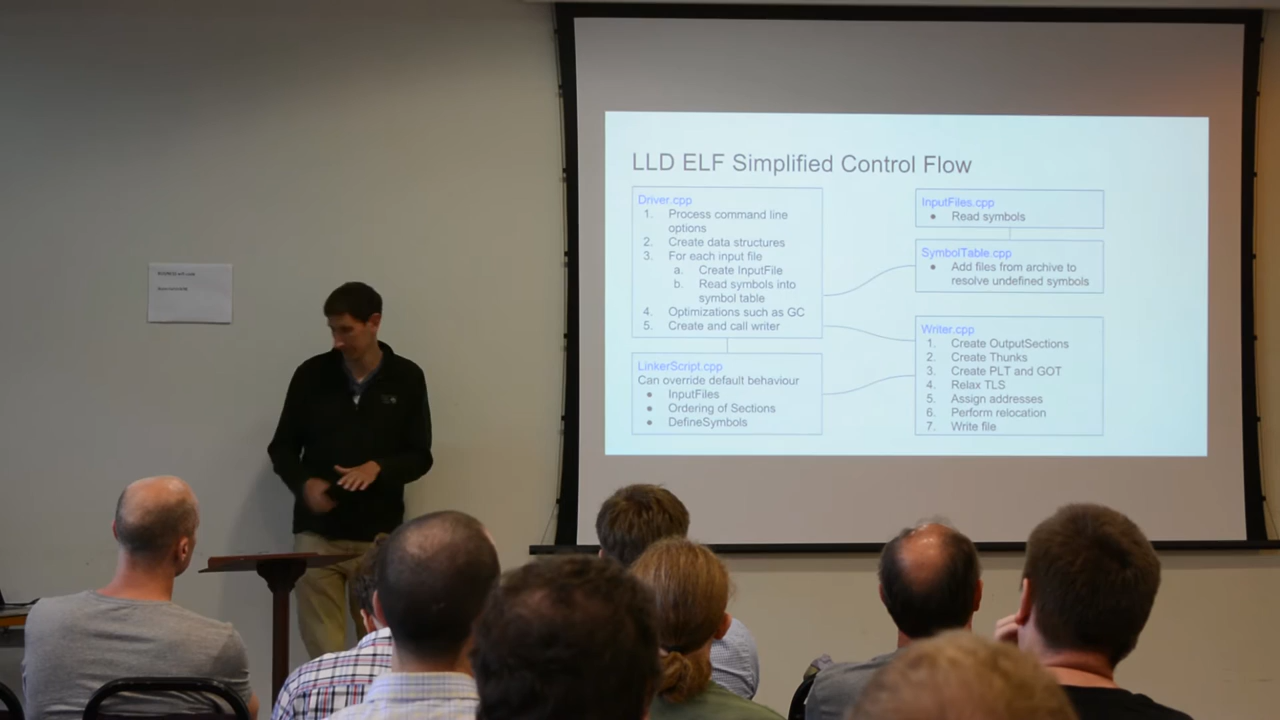 LLD ELF Simplified Control Flow
Driver.cpp
1. Process command line
options
2. Create data structures
3. For each input file
a. Create InputFile
b. Read symbols into
symbol table
4. Optimizations such as GC
5. Create and call writer
LinkerScript.cpp
Can override default behaviour
● InputFiles
● Ordering of Sections
● DefineSymbols
InputFiles.cpp
● Read symbols
SymbolTable.cpp
● Add files from archive to
resolve undefined symbols
Writer.cpp
1. Create OutputSections
2. Create Thunks
3. Create PLT and GOT
4. Relax TLS
5. Assign addresses
6. Perform relocation
7. Write file